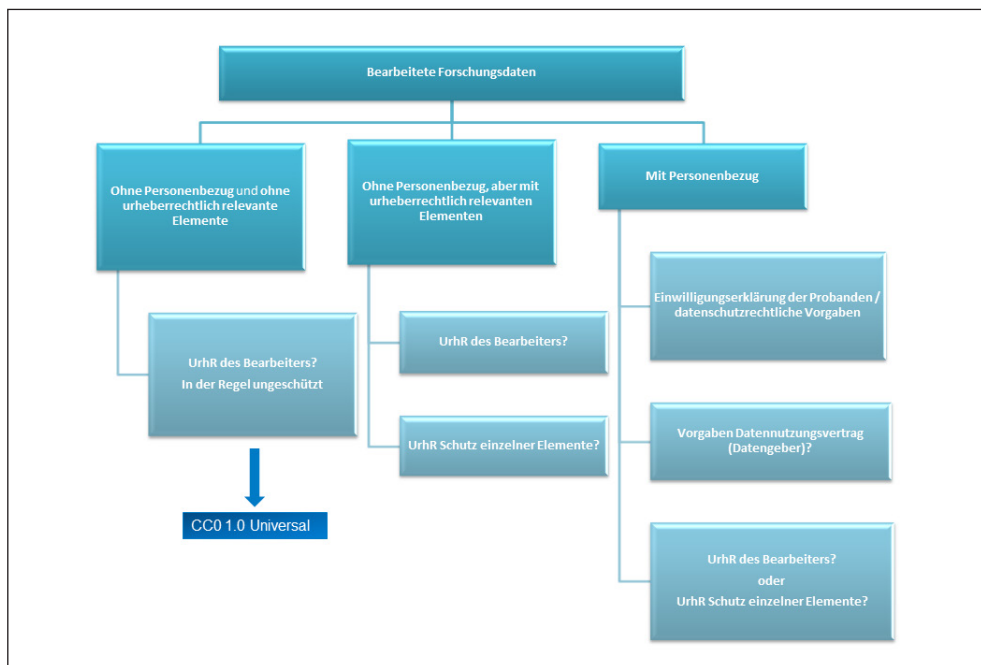 Bearbeitete Forschungsdaten
Ohne Personenbezug und ohne
urheberrechtlich relevante
Elemente
UrhR des Bearbeiters?
In der Regel ungeschützt
CC0 1.0 Universal
Ohne Personenbezug, aber mit
urheberrechtlich relevanten
Elementen
UrhR des Bearbeiters?
UrhR Schutz einzelner Elemente?
Mit Personenbezug
Einwilligungserklärung der Probanden /
datenschutzrechtliche Vorgaben
Vorgaben Datennutzungsvertrag
(Datengeber)?
UrhR des Bearbeiters?
oder
UrhR Schutz einzelner Elemente?